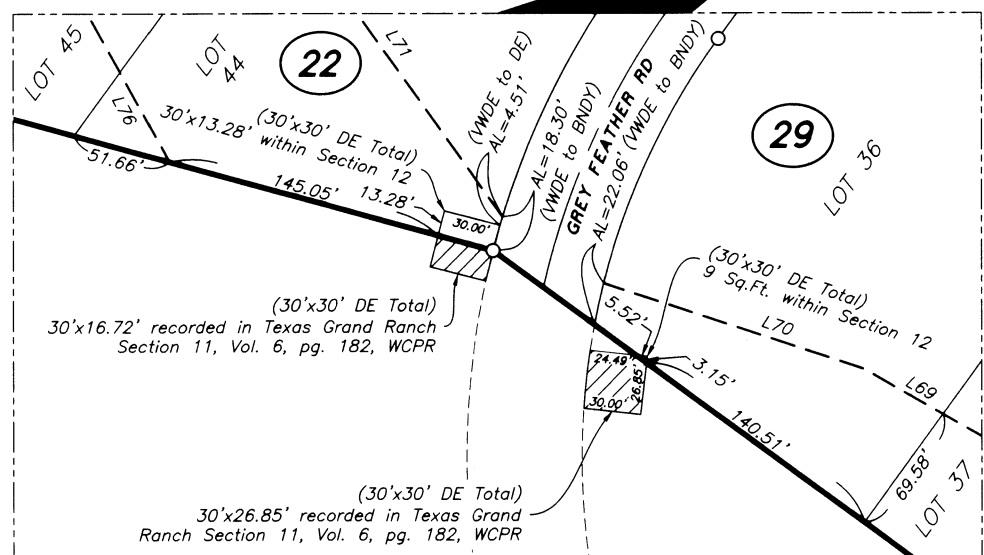 LOT 45
LOT
44
22
L71
L76
(VWDE to DE)
AL=4.51'
AL=18.30'
(VWDE to BNDY)
GREY FEATHER RD
AL=22.06' (VWDE to BNDY)
29
LOT 36
(30'x30' DE Total)
30'x13.28' within Section 12
51.66'
145.05'
13.28'
30.00'
(30'x30' DE Total)
9 Sq.Ft. within Section 12
(30'x30' DE Total)
30'x16.72' recorded in Texas Grand Ranch
Section 11, Vol. 6, pg. 182, WCPR
5.52'
L70
24.49'
26.85'
30.00'
3.15'
L69
140.51'
69.58'
LOT 37
(30'x30' DE Total)
30'x26.85' recorded in Texas Grand
Ranch Section 11, Vol. 6, pg. 182, WCPR